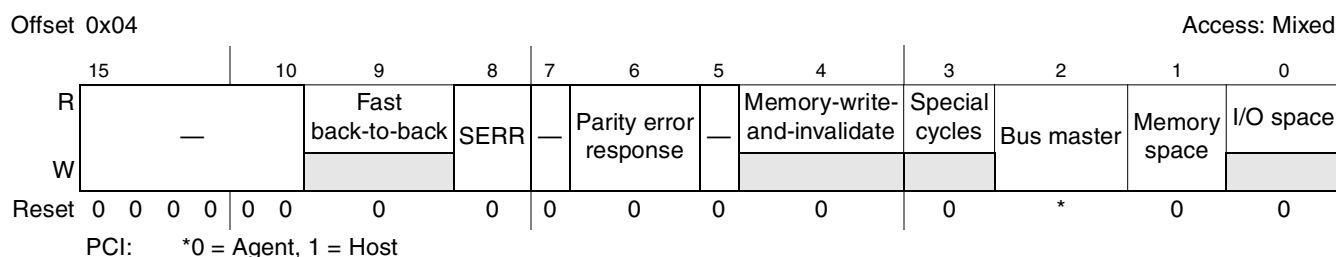 Offset 0x04 Access: Mixed
15 10 9 8 7 6 5 4 3 2 1 0
R — Fast back-to-back SERR — Parity error response — Memory-write-and-invalidate Special cycles Bus master Memory space I/O space
W
Reset 0 0 0 0 0 0 0 0 0 0 0 0 0 * 0 0
PCI: *0 = Agent, 1 = Host